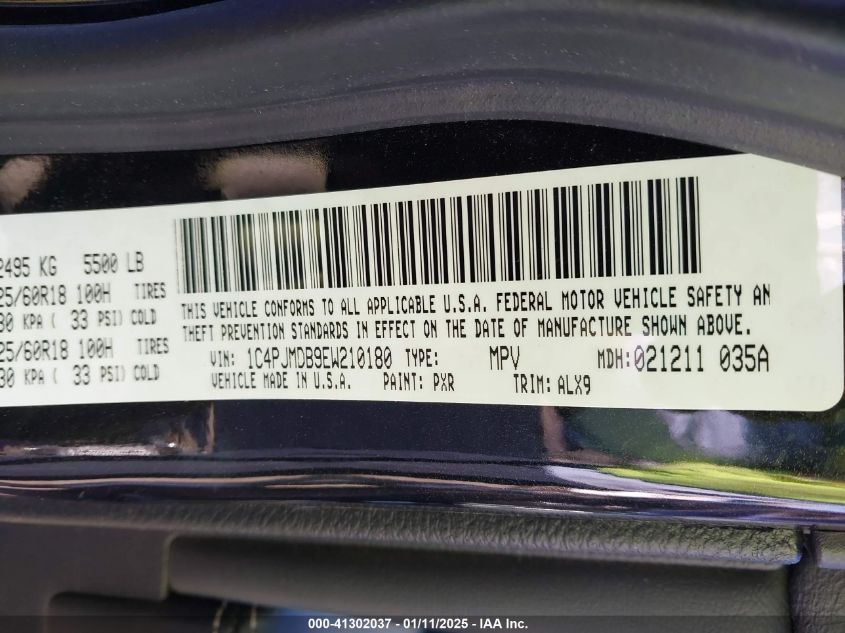 2495 KG 5500 LB
25/60R18 100H TIRES
30 KPA ( 33 PSI) COLD
25/60R18 100H TIRES
30 KPA ( 33 PSI) COLD
THIS VEHICLE CONFORMS TO ALL APPLICABLE U.S.A. FEDERAL MOTOR VEHICLE SAFETY AN
THEFT PREVENTION STANDARDS IN EFFECT ON THE DATE OF MANUFACTURE SHOWN ABOVE.
VIN: 1C4PJMDB9EW210180 TYPE: MPV MDH:021211 035A
VEHICLE MADE IN U.S.A. PAINT: PXR TRIM: ALX9
000-41302037 - 01/11/2025 - IAA Inc.